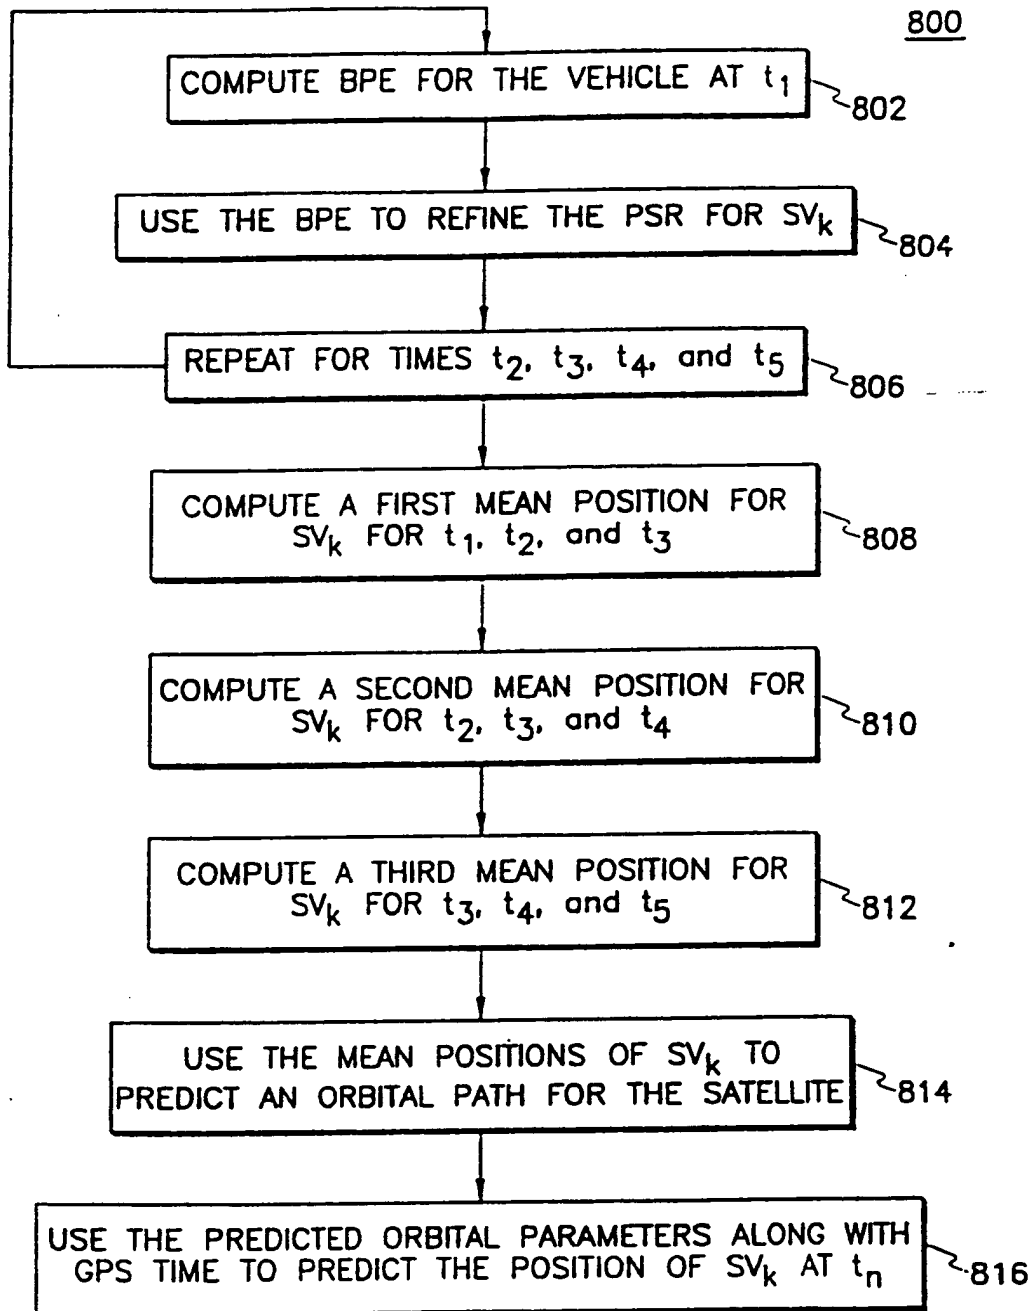 800
COMPUTE BPE FOR THE VEHICLE AT t1
802
USE THE BPE TO REFINE THE PSR FOR SVk
804
REPEAT FOR TIMES t2, t3, t4, and t5
806
COMPUTE A FIRST MEAN POSITION FOR
SVk FOR t1, t2, and t3
808
COMPUTE A SECOND MEAN POSITION FOR
SVk FOR t2, t3, and t4
810
COMPUTE A THIRD MEAN POSITION FOR
SVk FOR t3, t4, and t5
812
USE THE MEAN POSITIONS OF SVk TO
PREDICT AN ORBITAL PATH FOR THE SATELLITE
814
USE THE PREDICTED ORBITAL PARAMETERS ALONG WITH
GPS TIME TO PREDICT THE POSITION OF SVk AT tn
816